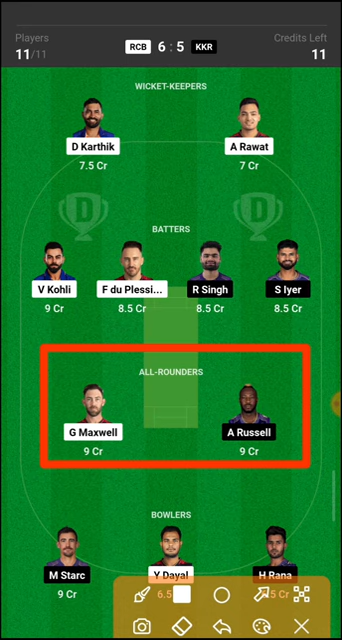 Players
Credits Left
11/11
RCB 6 : 5 KKR
11
WICKET-KEEPERS
D Karthik
A Rawat
7.5 Cr
7 Cr
D
D
BATTERS
V Kohli
F du Plessi...
R Singh
S Iyer
9 Cr
8.5 Cr
8.5 Cr
8.5 Cr
ALL-ROUNDERS
G Maxwell
A Russell
9 Cr
9 Cr
BOWLERS
M Starc
Y Dayal
H Rana
9 Cr